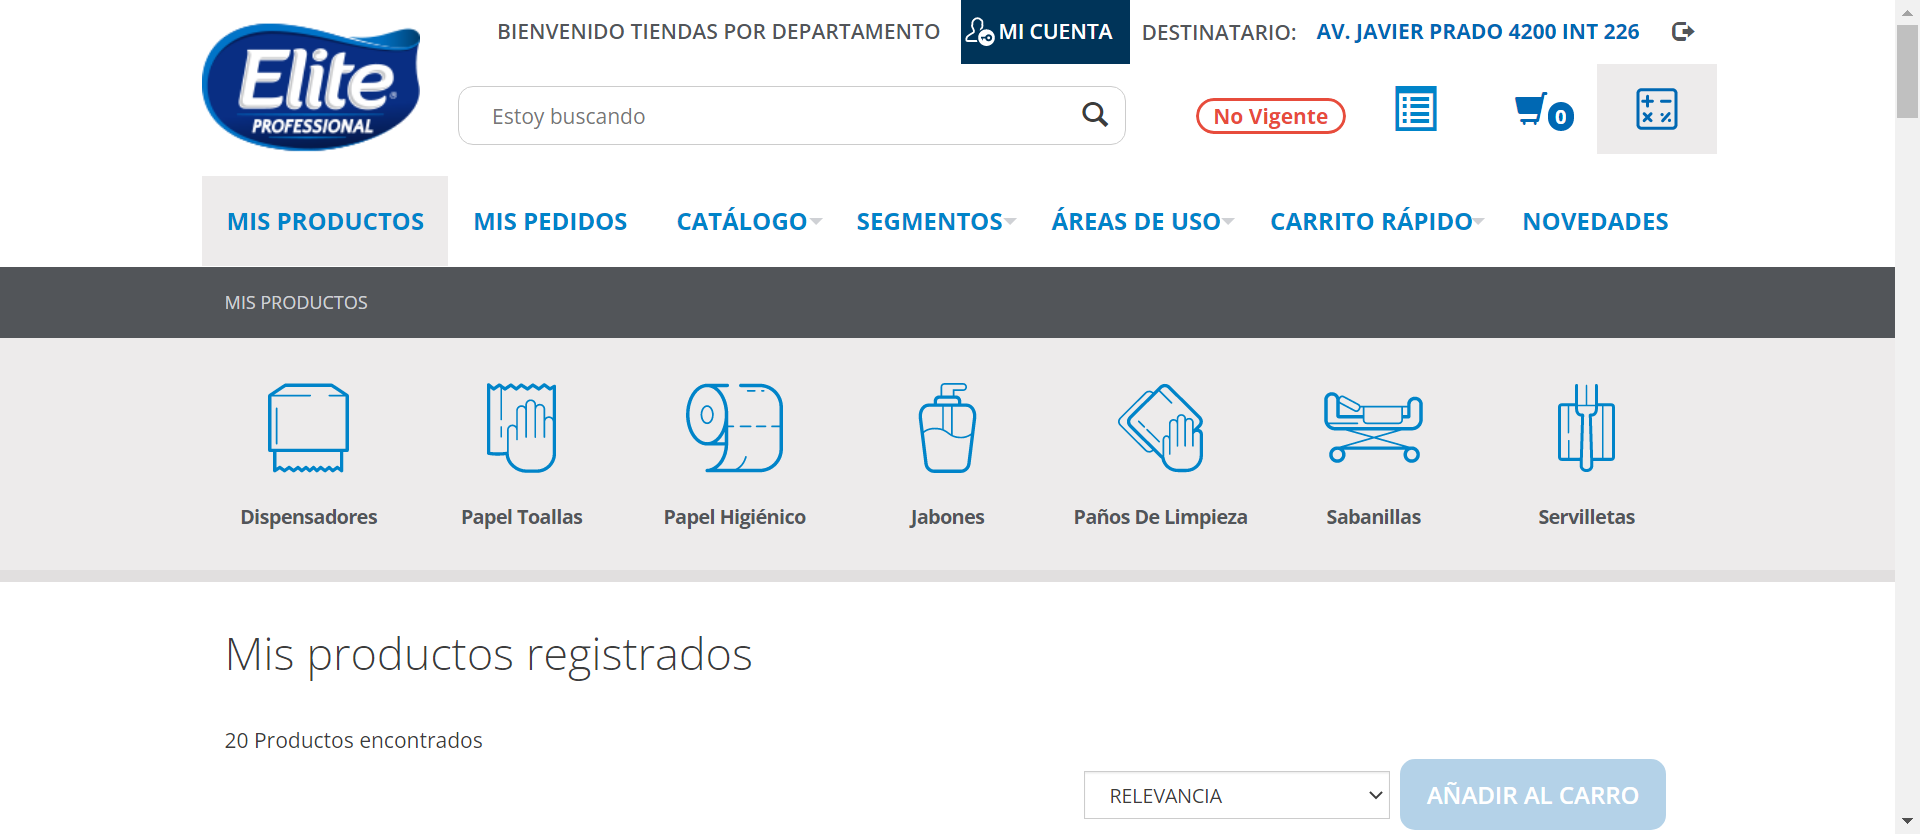 BIENVENIDO TIENDAS POR DEPARTAMENTO MI CUENTA DESTINATARIO: AV. JAVIER PRADO 4200 INT 226
Elite
PROFESSIONAL
Estoy buscando
No Vigente
0
MIS PRODUCTOS MIS PEDIDOS CATÁLOGO SEGMENTOS ÁREAS DE USO CARRITO RÁPIDO NOVEDADES
MIS PRODUCTOS
Dispensadores Papel Toallas Papel Higiénico Jabones Paños De Limpieza Sabanillas Servilletas
Mis productos registrados
20 Productos encontrados
RELEVANCIA AÑADIR AL CARRO